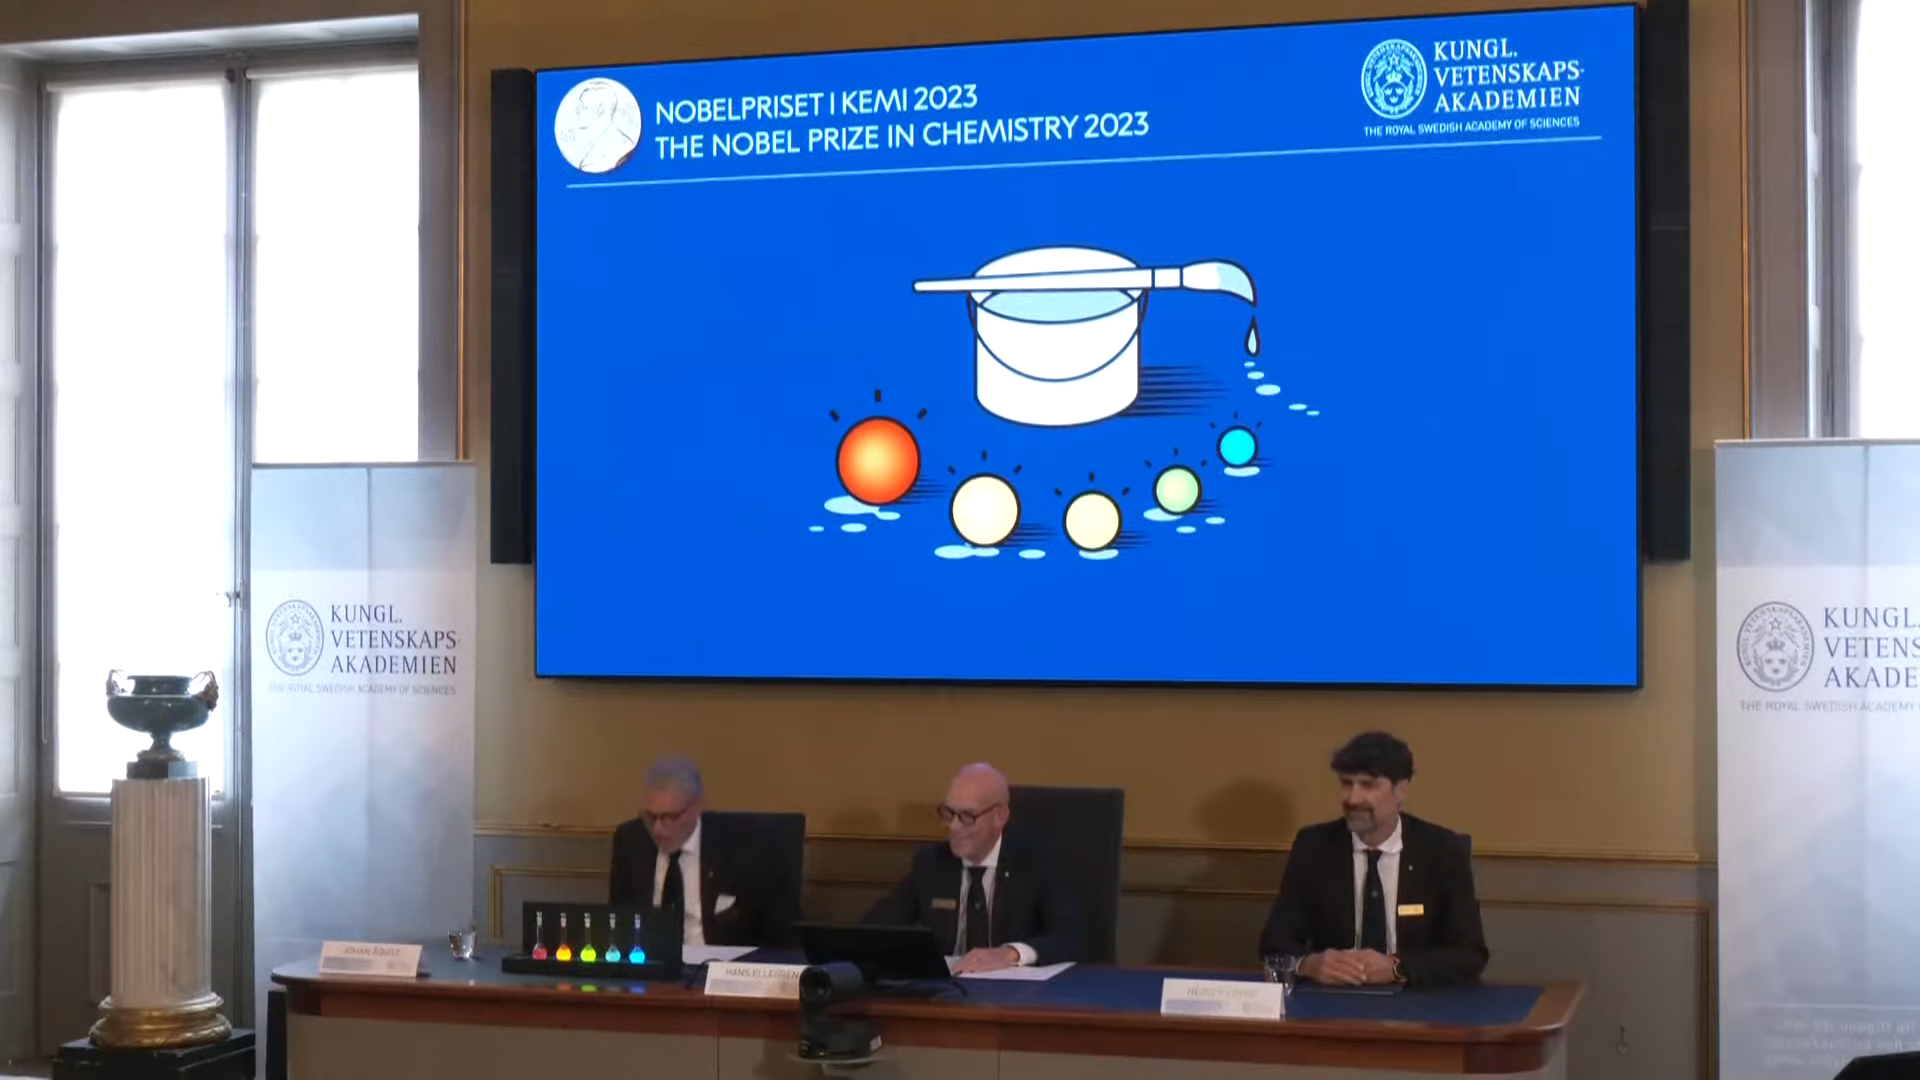 NOBELPRISET I KEMI 2023
THE NOBEL PRIZE IN CHEMISTRY 2023
KUNGL.
VETENSKAPS-
AKADEMIEN
THE ROYAL SWEDISH ACADEMY OF SCIENCES
KUNGL.
VETENSKAPS-
AKADEMIEN
THE ROYAL SWEDISH ACADEMY OF SCIENCES
KUNGL.
VETENS
AKADE
THE ROYAL SWEDISH ACADEMY
JOHAN ÅQVIST
HANS ELLEGREN